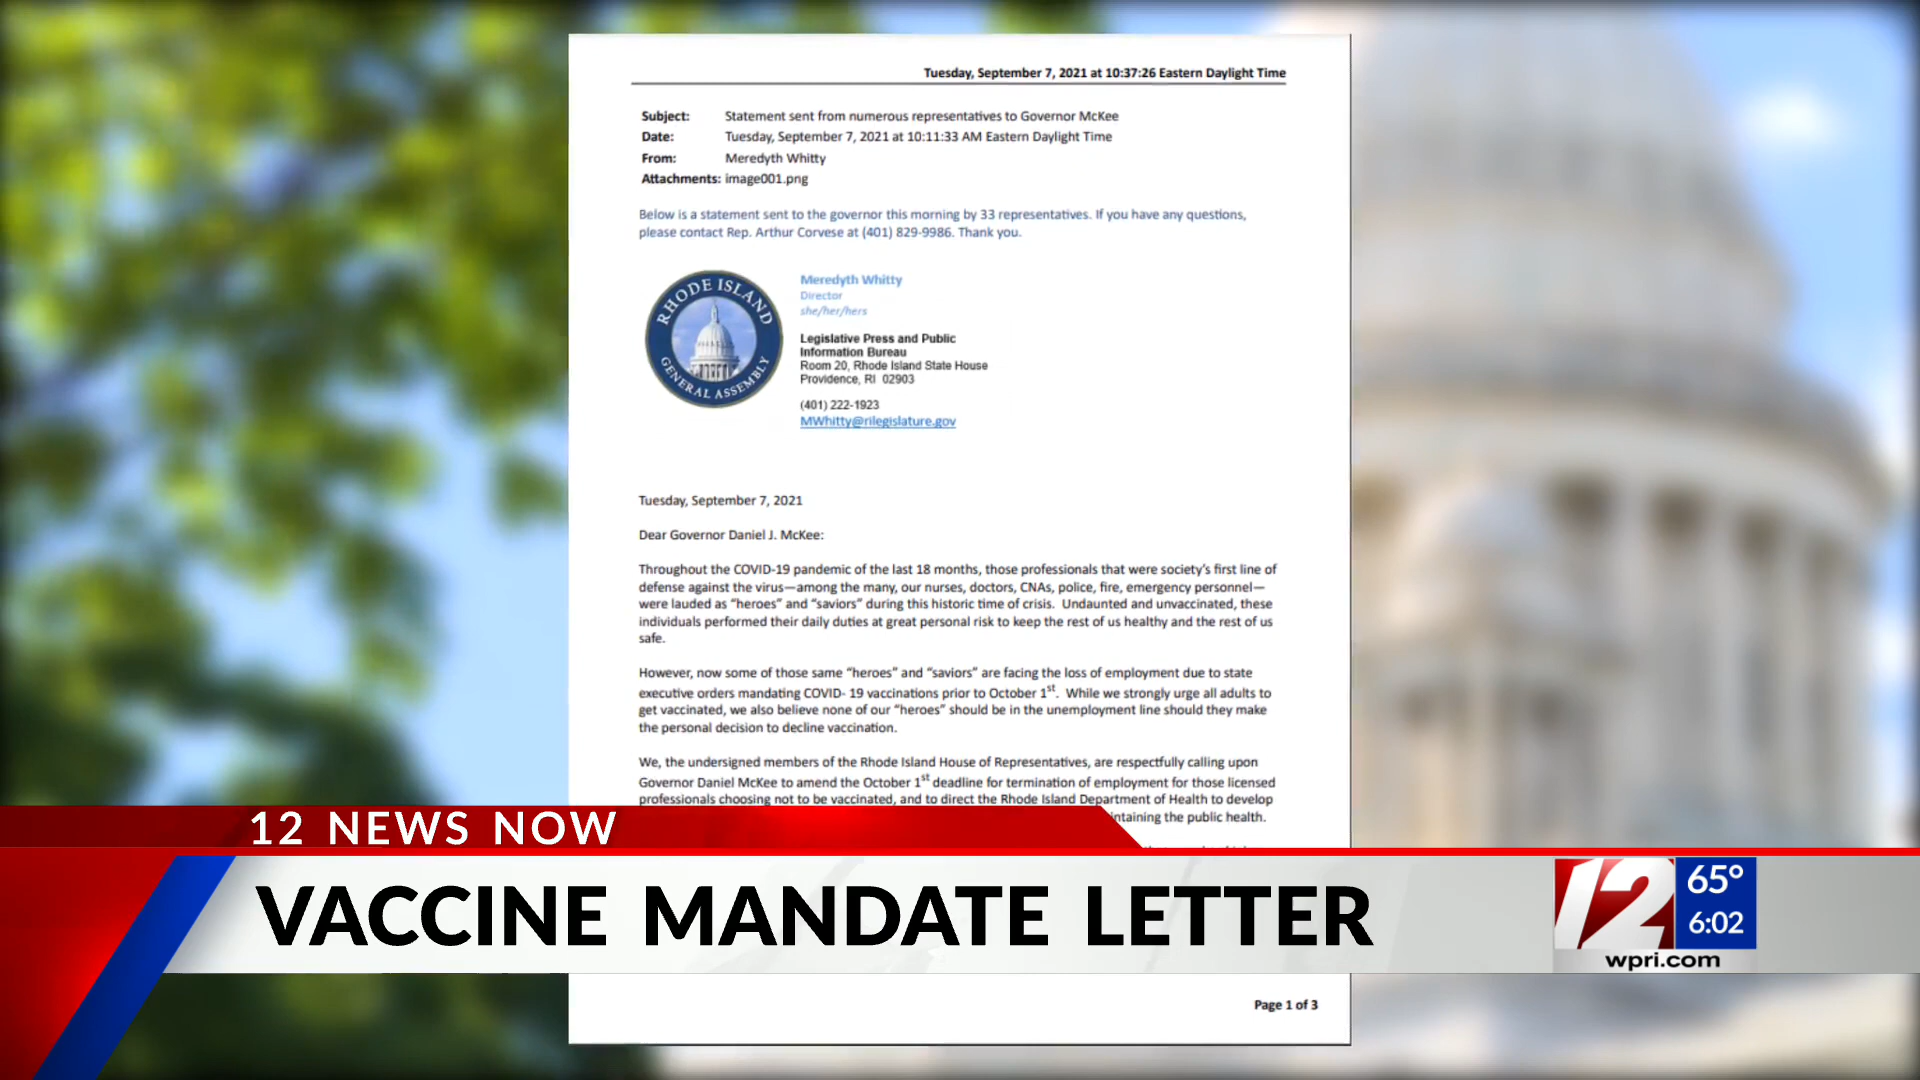 Tuesday, September 7, 2021 at 10:37:26 Eastern Daylight Time
Subject: Statement sent from numerous representatives to Governor McKee
Date: Tuesday, September 7, 2021 at 10:11:33 AM Eastern Daylight Time
From: Meredyth Whitty
Attachments: image001.png
Below is a statement sent to the governor this morning by 33 representatives. If you have any questions,
please contact Rep. Arthur Corvese at (401) 829-9986. Thank you.
RHODE ISLAND
GENERAL ASSEMBLY
Meredyth Whitty
Director
she/her/hers
Legislative Press and Public
Information Bureau
Room 20, Rhode Island State House
Providence, RI 02903
(401) 222-1923
MWhitty@rilegislature.gov
Tuesday, September 7, 2021
Dear Governor Daniel J. McKee:
Throughout the COVID-19 pandemic of the last 18 months, those professionals that were society's first line of
defense against the virus—among the many, our nurses, doctors, CNAs, police, fire, emergency personnel—
were lauded as “heroes” and “saviors” during this historic time of crisis. Undaunted and unvaccinated, these
individuals performed their daily duties at great personal risk to keep the rest of us healthy and the rest of us
safe.
However, now some of those same “heroes” and “saviors” are facing the loss of employment due to state
executive orders mandating COVID- 19 vaccinations prior to October 1st. While we strongly urge all adults to
get vaccinated, we also believe none of our “heroes” should be in the unemployment line should they make
the personal decision to decline vaccination.
We, the undersigned members of the Rhode Island House of Representatives, are respectfully calling upon
Governor Daniel McKee to amend the October 1st deadline for termination of employment for those licensed
professionals choosing not to be vaccinated, and to direct the Rhode Island Department of Health to develop
the public health.
12 NEWS NOW
VACCINE MANDATE LETTER
12
65°
6:02
wpri.com
Page 1 of 3